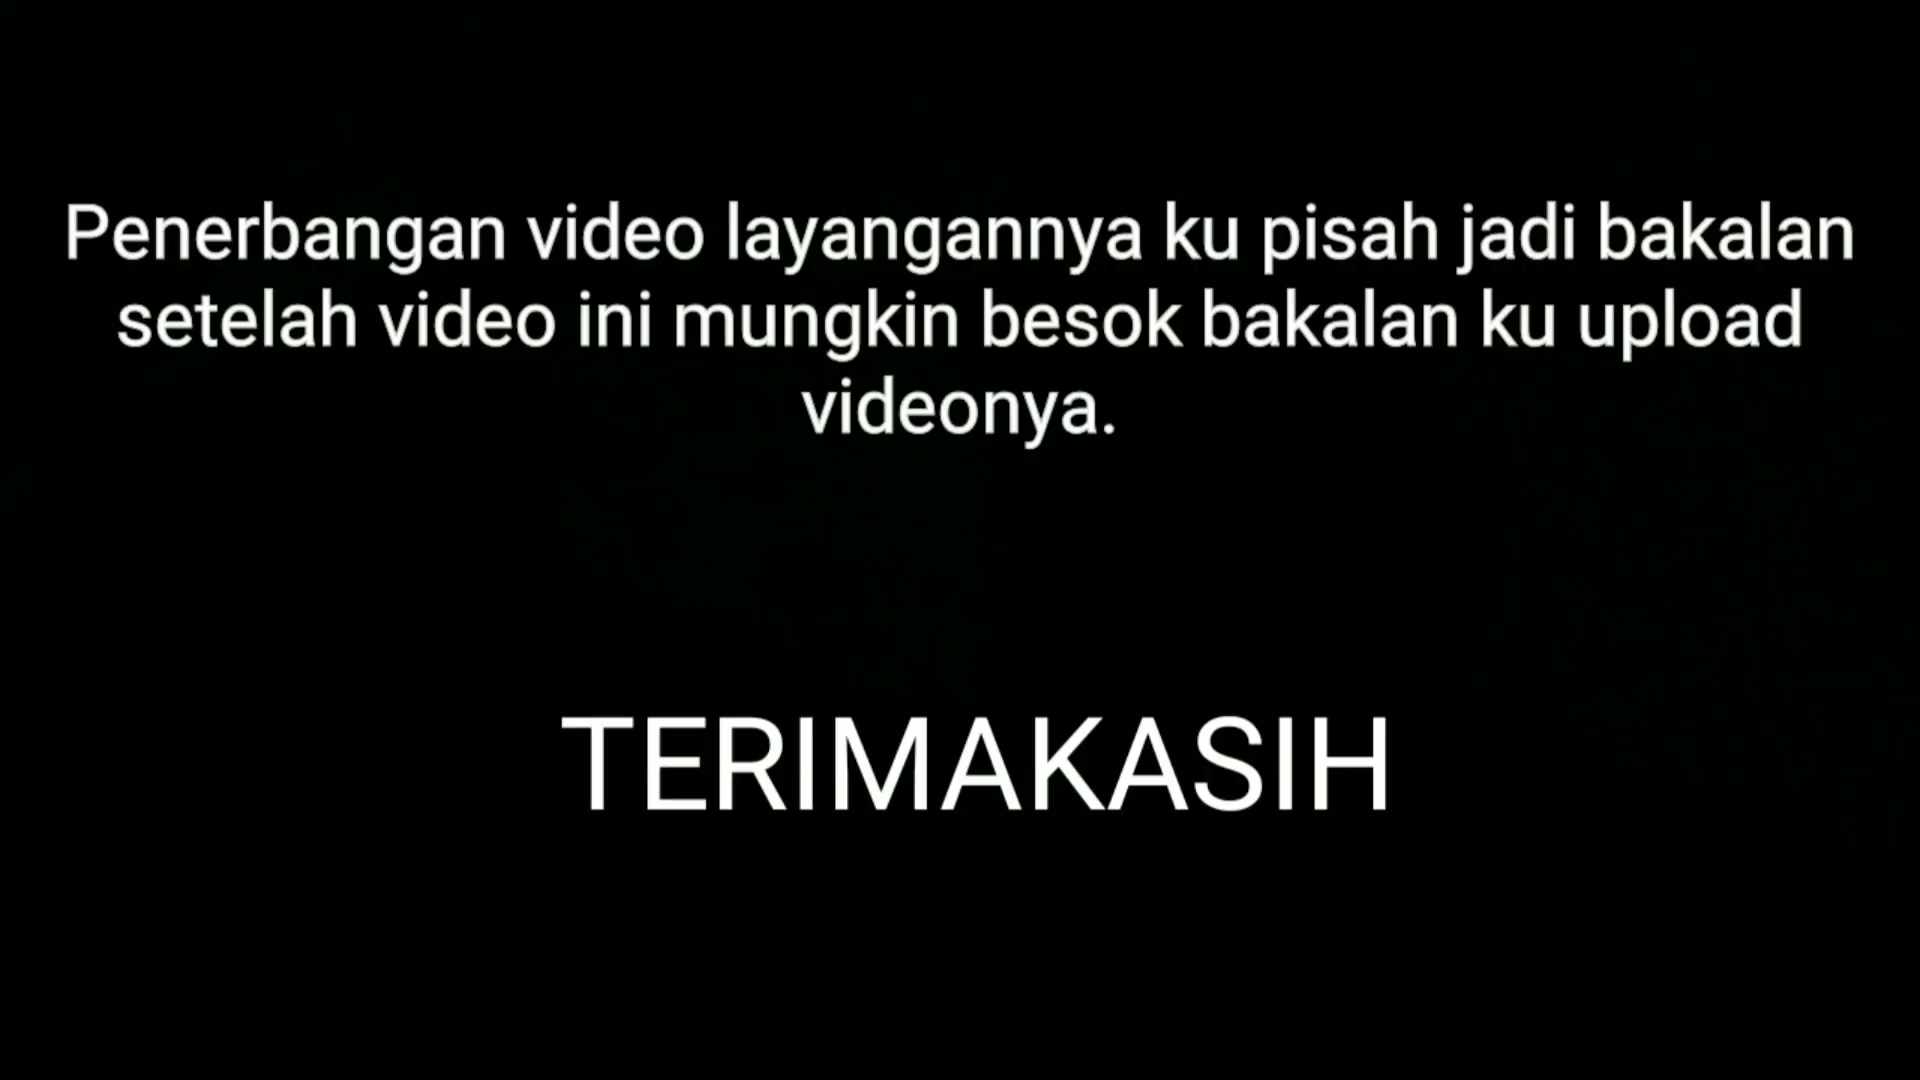 Penerbangan video layangannya ku pisah jadi bakalan
setelah video ini mungkin besok bakalan ku upload
videonya.
TERIMAKASIH